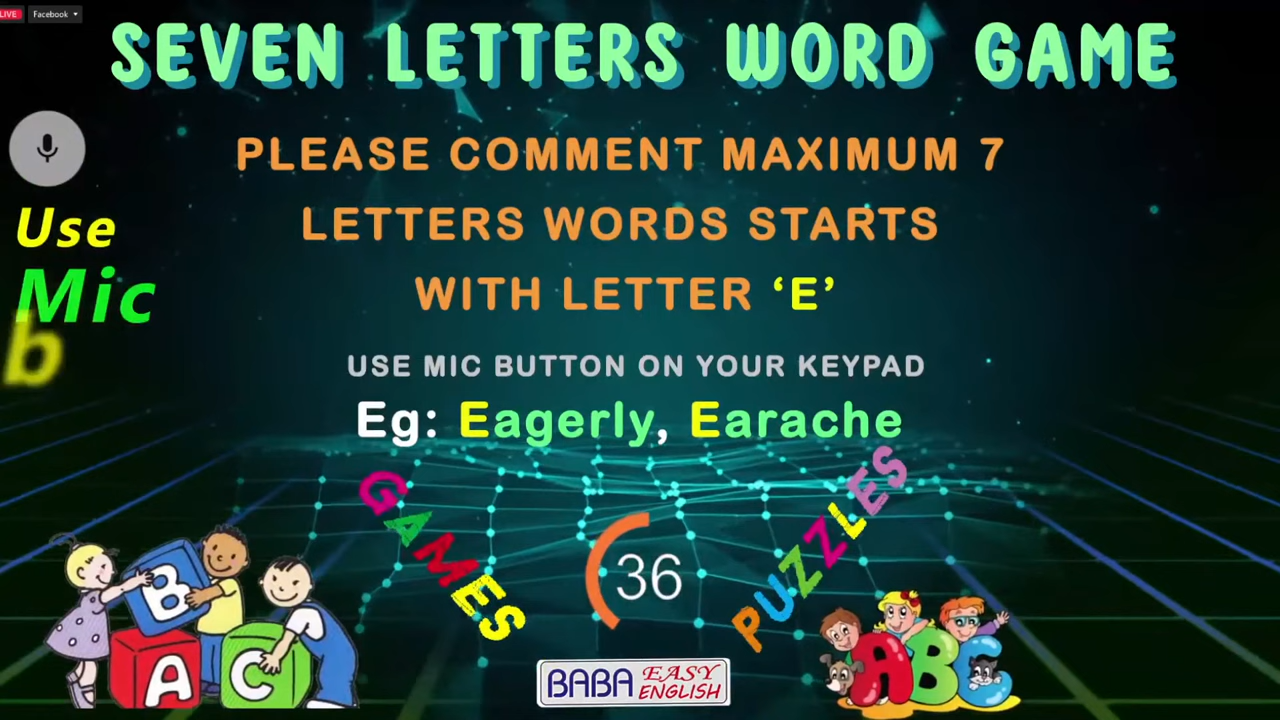 LIVE
Facebook
SEVEN LETTERS WORD GAME
PLEASE COMMENT MAXIMUM 7
LETTERS WORDS STARTS
WITH LETTER ‘E’
Use
Mic
b
USE MIC BUTTON ON YOUR KEYPAD
Eg: Eagerly, Earache
GAMES
36
PUZZLES
B
A C
ABC
BABA EASY ENGLISH